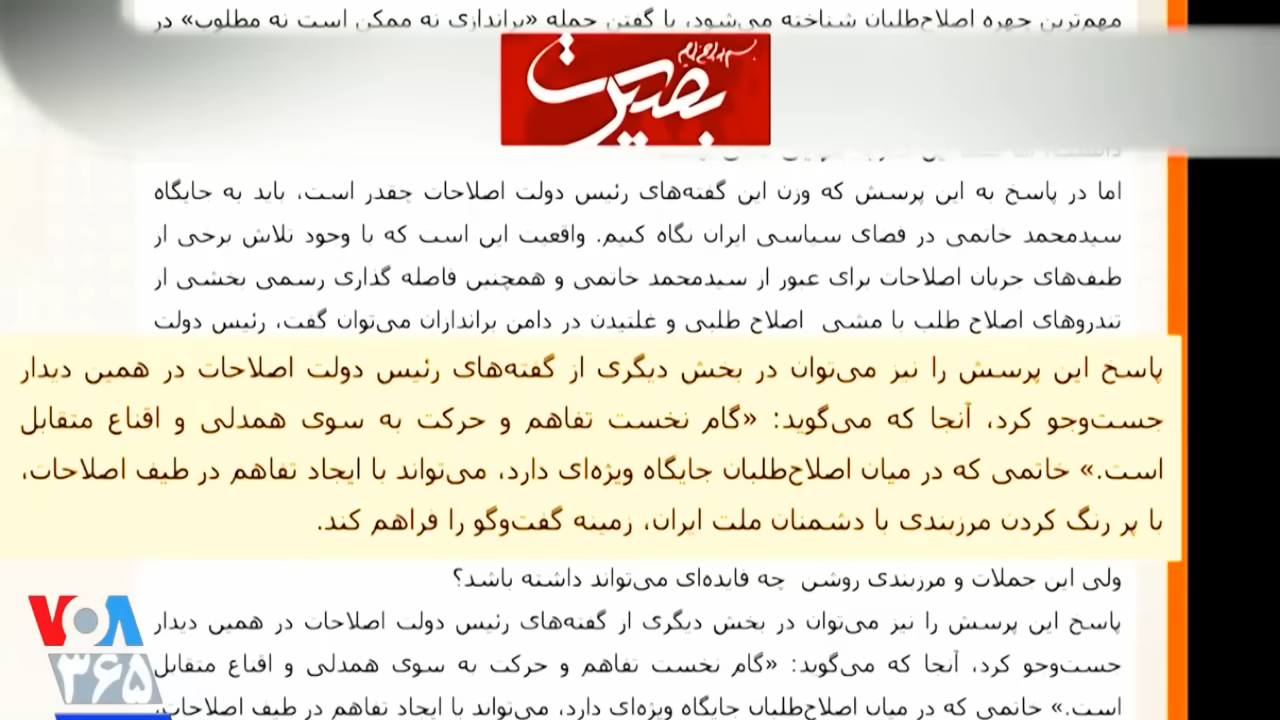 مهم‌ترین چهره اصلاح‌طلبان شناخته می‌شود، با گفتن جمله «براندازی نه ممکن است نه مطلوب» در
بصیرت
اما در پاسخ به این پرسش که وزن این گفته‌های رئیس دولت اصلاحات چقدر است، باید به جایگاه
سیدمحمد خاتمی در فضای سیاسی ایران نگاه کنیم. واقعیت این است که با وجود تلاش برخی از
طیف‌های جریان اصلاحات برای عبور از سیدمحمد خاتمی و همچنین فاصله گذاری رسمی بخشی از
تندروهای اصلاح طلب با مشی اصلاح طلبی و غلتیدن در دامن براندازان می‌توان گفت، رئیس دولت
پاسخ این پرسش را نیز می‌توان در بخش دیگری از گفته‌های رئیس دولت اصلاحات در همین دیدار
جست‌وجو کرد، آنجا که می‌گوید: «گام نخست تفاهم و حرکت به سوی همدلی و اقناع متقابل
است.» خاتمی که در میان اصلاح‌طلبان جایگاه ویژه‌ای دارد، می‌تواند با ایجاد تفاهم در طیف اصلاحات،
با پر رنگ کردن مرزبندی با دشمنان ملت ایران، زمینه گفت‌وگو را فراهم کند.
ولی این جملات و مرزبندی روشن چه فایده‌ای می‌تواند داشته باشد؟
پاسخ این پرسش را نیز می‌توان در بخش دیگری از گفته‌های رئیس دولت اصلاحات در همین دیدار
جست‌وجو کرد، آنجا که می‌گوید: «گام نخست تفاهم و حرکت به سوی همدلی و اقناع متقابل
است.» خاتمی که در میان اصلاح‌طلبان جایگاه ویژه‌ای دارد، می‌تواند با ایجاد تفاهم در طیف اصلاحات،
VOA
۳۶۵